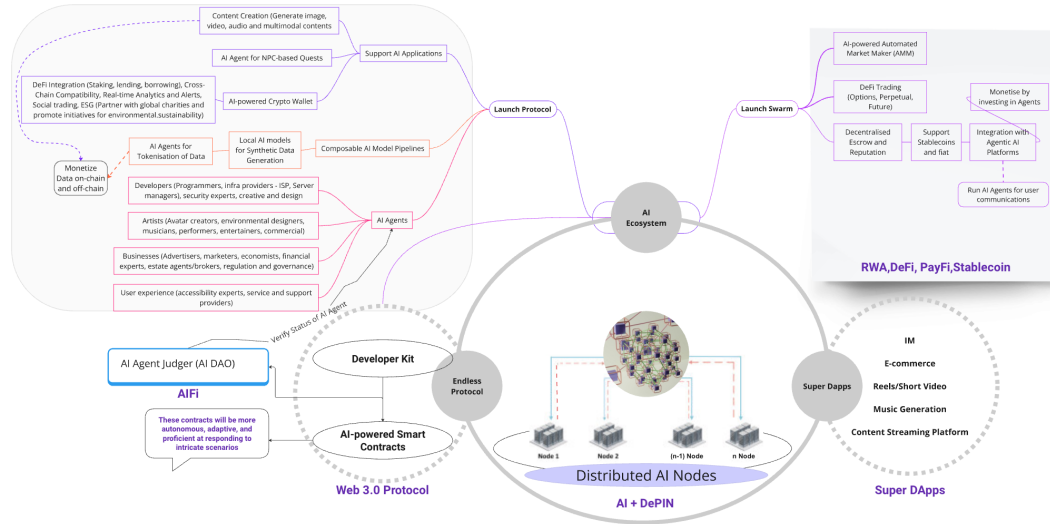 Content Creation (Generate image,
video, audio and multimodal contents
Support AI Applications
AI Agent for NPC-based Quests
DeFi Integration (Staking, lending, borrowing), Cross-
Chain Compatibility, Real-time Analytics and Alerts,
Social trading, ESG (Partner with global charities and
promote initiatives for environmental,sustainability)
AI-powered Crypto Wallet
Launch Protocol
AI Agents for
Tokenisation of Data
Local AI models
for Synthetic Data
Generation
Composable AI Model Pipelines
Monetize
Data on-chain
and off-chain
Developers (Programmers, infra providers - ISP, Server
managers), security experts, creative and design
Artists (Avatar creators, environmental designers,
musicians, performers, entertainers, commercial)
AI Agents
Businesses (Advertisers, marketers, economists, financial
experts, estate agents/brokers, regulation and governance)
User experience (accessibility experts, service and support
providers)
Verify Status of AI Agent
Launch Swarm
AI-powered Automated
Market Maker (AMM)
DeFi Trading
(Options, Perpetual,
Future)
Monetise by
investing in Agents
Decentralised
Escrow and
Reputation
Support
Stablecoins
and fiat
Integration with
Agentic AI
Platforms
Run AI Agents for user
communications
RWA,DeFi, PayFi,Stablecoin
AI
Ecosystem
AI Agent Judger (AI DAO)
AIFi
Developer Kit
Endless
Protocol
These contracts will be more
autonomous, adaptive, and
proficient at responding to
intricate scenarios
AI-powered Smart
Contracts
Web 3.0 Protocol
Node 1
Node 2
(n-1) Node
n Node
Distributed AI Nodes
AI + DePIN
Super Dapps
IM
E-commerce
Reels/Short Video
Music Generation
Content Streaming Platform
Super DApps